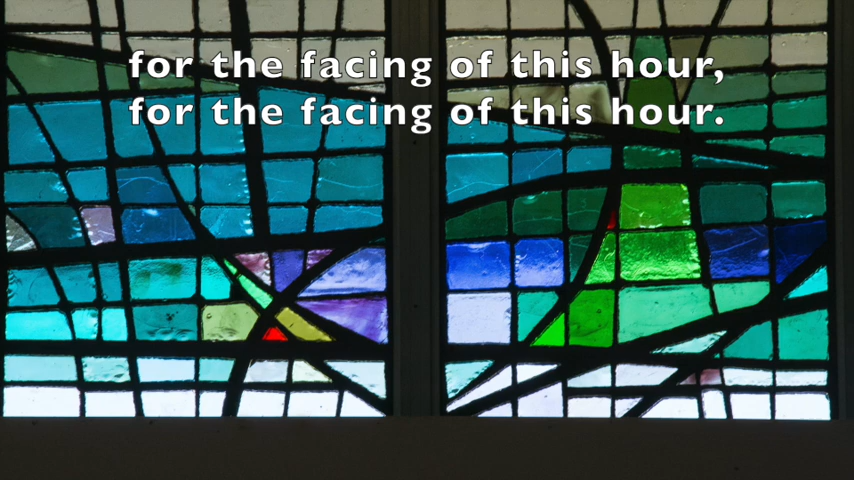 for the facing of this hour,
for the facing of this hour.